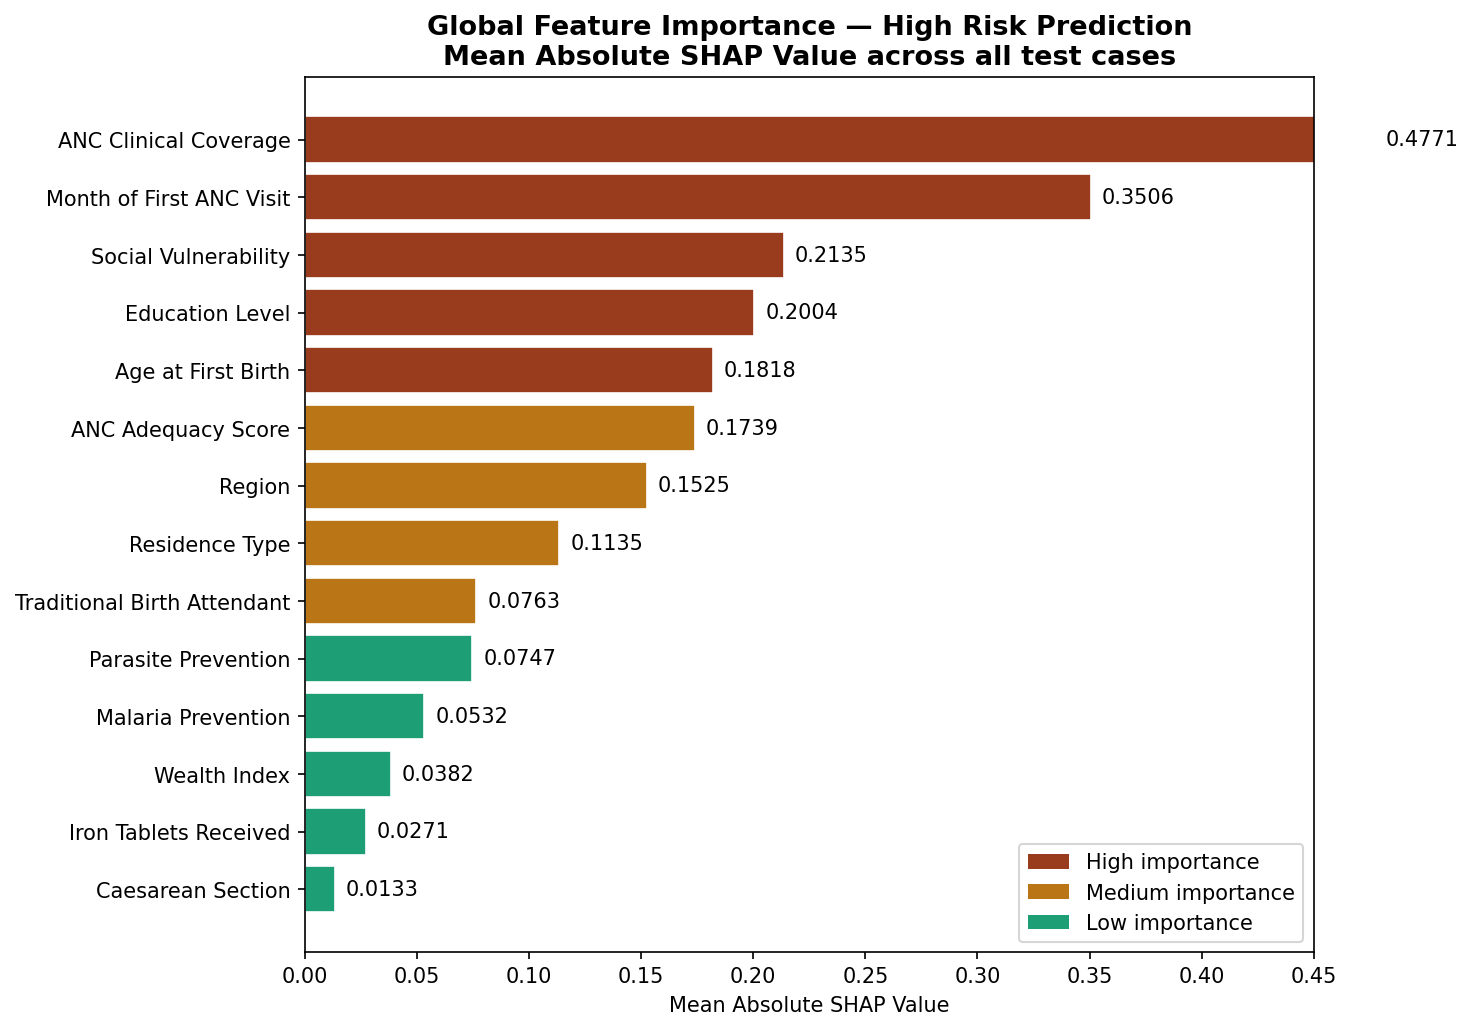 Global Feature Importance — High Risk Prediction
Mean Absolute SHAP Value across all test cases
ANC Clinical Coverage 0.4771
Month of First ANC Visit 0.3506
Social Vulnerability 0.2135
Education Level 0.2004
Age at First Birth 0.1818
ANC Adequacy Score 0.1739
Region 0.1525
Residence Type 0.1135
Traditional Birth Attendant 0.0763
Parasite Prevention 0.0747
Malaria Prevention 0.0532
Wealth Index 0.0382
Iron Tablets Received 0.0271
Caesarean Section 0.0133
High importance
Medium importance
Low importance
0.00 0.05 0.10 0.15 0.20 0.25 0.30 0.35 0.40 0.45
Mean Absolute SHAP Value